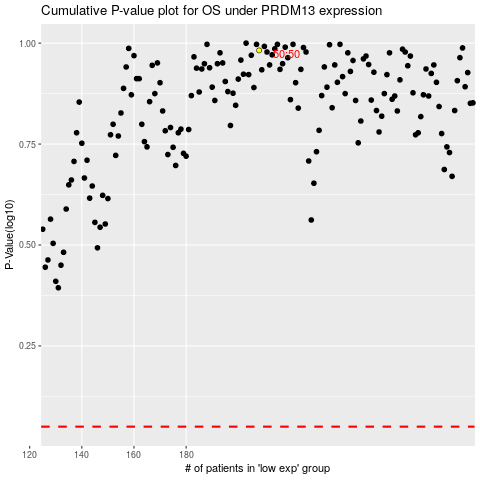 Cumulative P-value plot for OS under PRDM13 expression
P-Value(log10)
1.00
0.75
0.50
0.25
50:50
120 140 160 180
# of patients in 'low exp' group